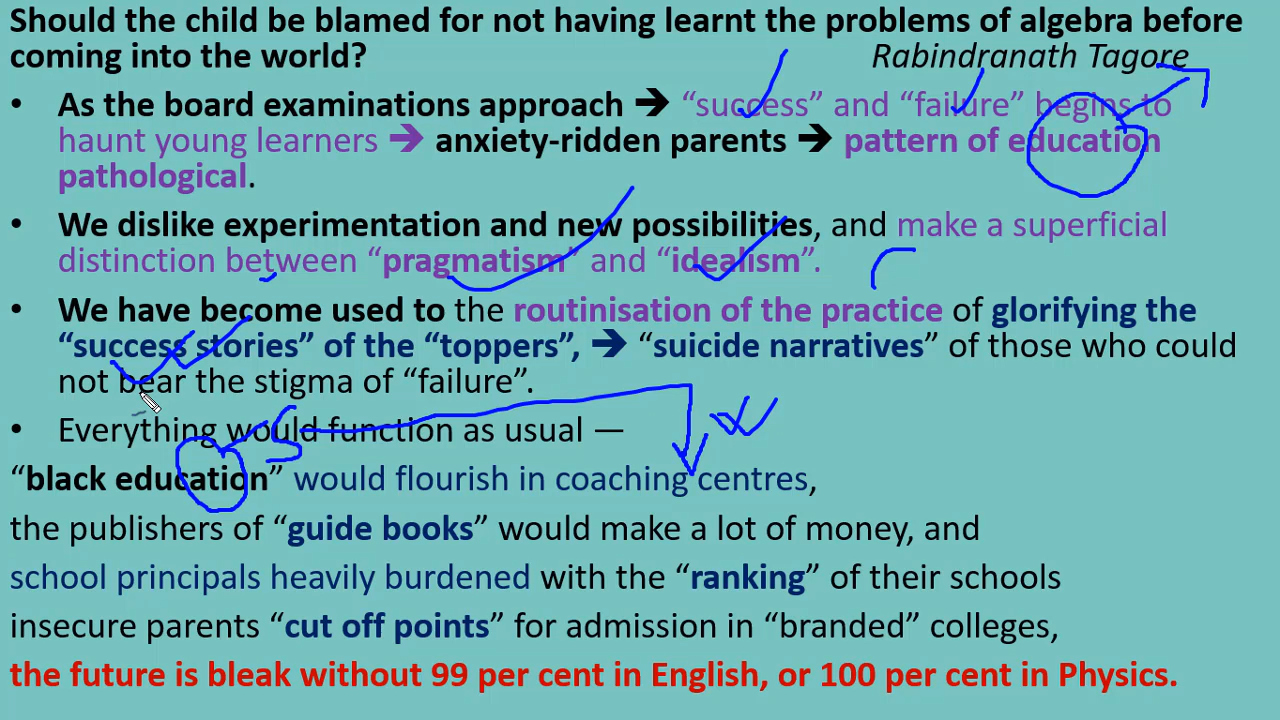 Should the child be blamed for not having learnt the problems of algebra before
coming into the world? Rabindranath Tagore
• As the board examinations approach ➔ “success” and “failure” begins to
haunt young learners ➔ anxiety-ridden parents ➔ pattern of education
pathological.
• We dislike experimentation and new possibilities, and make a superficial
distinction between “pragmatism” and “idealism”.
• We have become used to the routinisation of the practice of glorifying the
“success stories” of the “toppers”, ➔ “suicide narratives” of those who could
not bear the stigma of “failure”.
• Everything would function as usual —
“black education” would flourish in coaching centres,
the publishers of “guide books” would make a lot of money, and
school principals heavily burdened with the “ranking” of their schools
insecure parents “cut off points” for admission in “branded” colleges,
the future is bleak without 99 per cent in English, or 100 per cent in Physics.